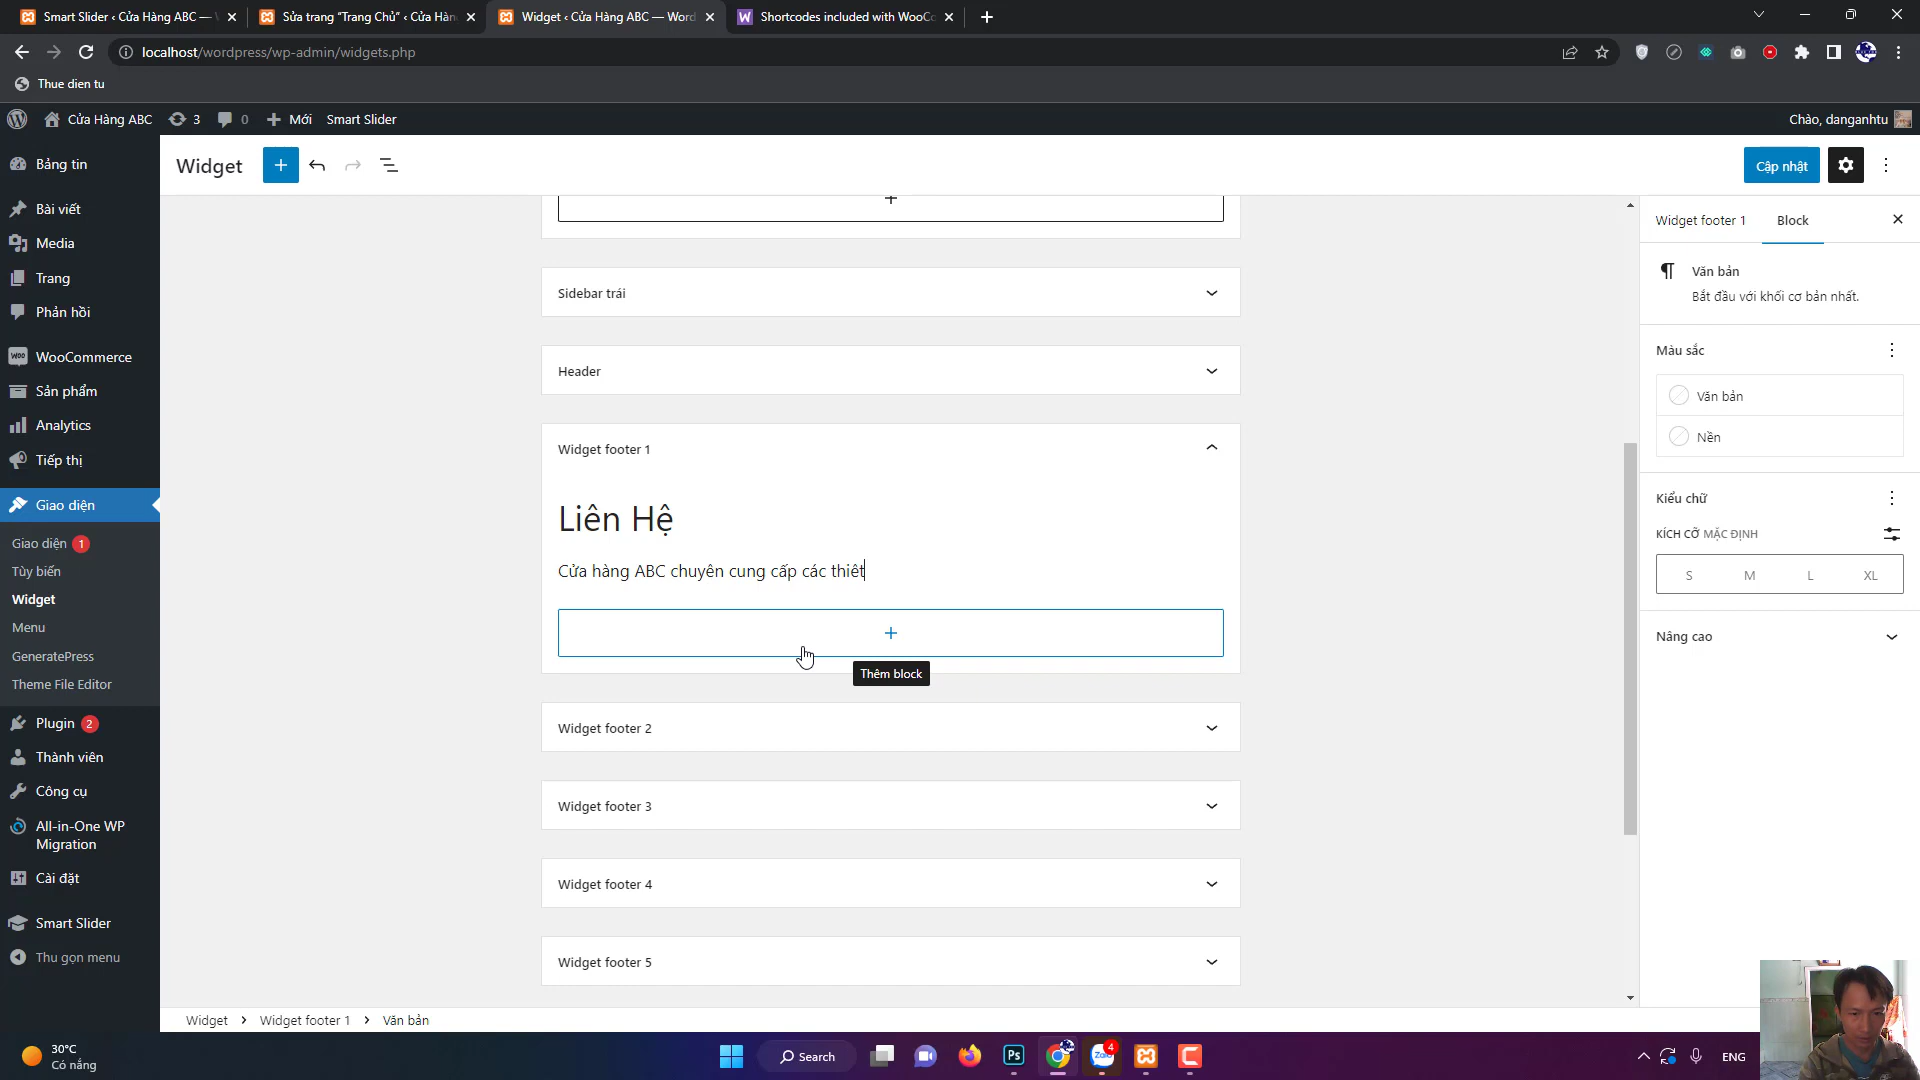 Smart Slider ‹ Cửa Hàng ABC —
Sửa trang “Trang Chủ” ‹ Cửa Hàn
Widget ‹ Cửa Hàng ABC — Word
Shortcodes included with WooCo
localhost/wordpress/wp-admin/widgets.php
Thue dien tu
Cửa Hàng ABC
3
0
Mới
Smart Slider
Chào, danganhtu
Bảng tin
Bài viết
Media
Trang
Phản hồi
WooCommerce
Sản phẩm
Analytics
Tiếp thị
Giao diện
Giao diện 1
Tùy biến
Widget
Menu
GeneratePress
Theme File Editor
Plugin 2
Thành viên
Công cụ
All-in-One WP
Migration
Cài đặt
Smart Slider
Thu gọn menu
Widget
Cập nhật
Sidebar trái
Header
Widget footer 1
Liên Hệ
Cửa hàng ABC chuyên cung cấp các thiêt
Thêm block
Widget footer 2
Widget footer 3
Widget footer 4
Widget footer 5
Widget footer 1
Block
Văn bản
Bắt đầu với khối cơ bản nhất.
Màu sắc
Văn bản
Nền
Kiểu chữ
KÍCH CỠ MẶC ĐỊNH
S M L XL
Nâng cao
Widget > Widget footer 1 > Văn bản
30°C
Có nắng
Search
Ps
Zalo
4
ENG